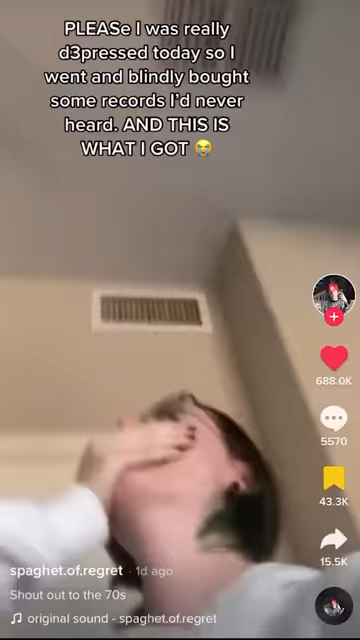 PLEASe I was really
d3pressed today so I
went and blindly bought
some records I'd never
heard. AND THIS IS
WHAT I GOT 😭
688.0K
5570
43.3K
15.5K
spaghet.of.regret · 1d ago
Shout out to the 70s
original sound - spaghet.of.regret